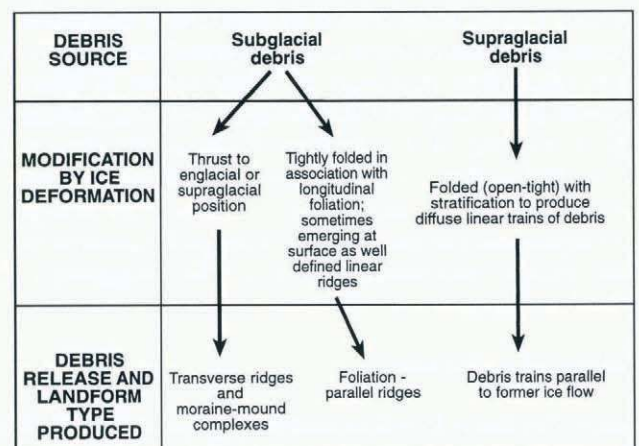 DEBRIS
SOURCE
Subglacial
debris
Supraglacial
debris
MODIFICATION
BY ICE
DEFORMATION
Thrust to
englacial or
supraglacial
position
Tightly folded in
association with
longitudinal
foliation;
sometimes
emerging at
surface as well
defined linear
ridges
Folded (open-tight) with
stratification to produce
diffuse linear trains of debris
DEBRIS
RELEASE AND
LANDFORM
TYPE
PRODUCED
Transverse ridges
and
moraine-mound
complexes
Foliation -
parallel ridges
Debris trains parallel
to former ice flow